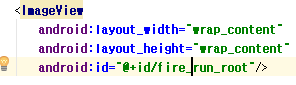 <ImageView
android:layout_width="wrap_content"
android:layout_height="wrap_content"
android:id="@+id/fire_run_root"/>